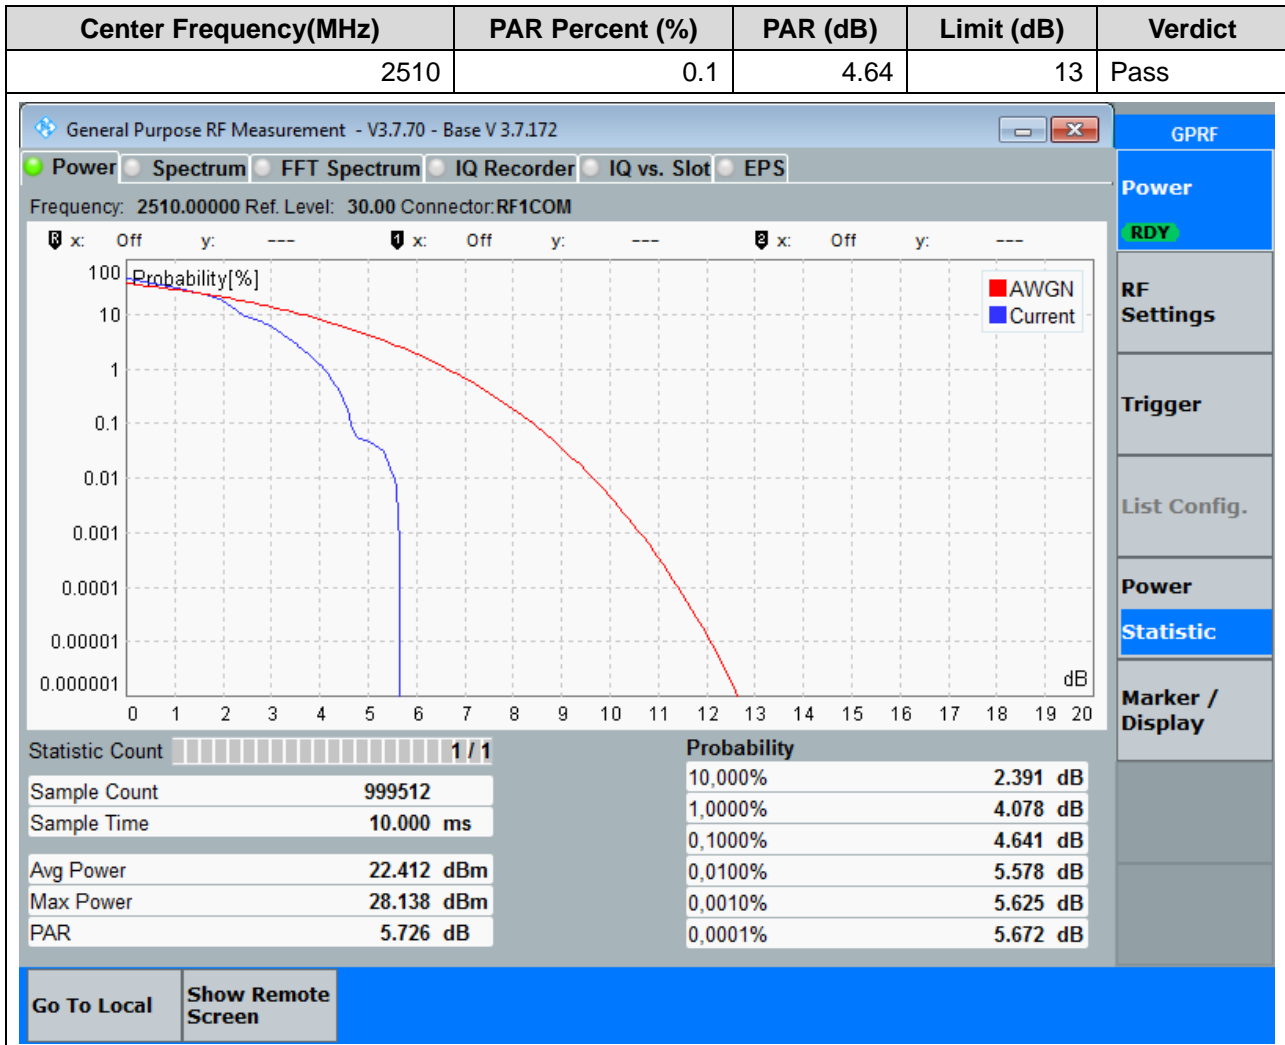 Center Frequency(MHz) PAR Percent (%) PAR (dB) Limit (dB) Verdict
2510 0.1 4.64 13 Pass
General Purpose RF Measurement - V3.7.70 - Base V 3.7.172
GPRF
Power Spectrum FFT Spectrum IQ Recorder IQ vs. Slot EPS
Frequency: 2510.00000 Ref. Level: 30.00 Connector: RF1COM
R x: Off y: --- 1 x: Off y: --- 2 x: Off y: ---
Probability[%]
100
10
1
0.1
0.01
0.001
0.0001
0.00001
0.000001
AWGN
Current
dB
0 1 2 3 4 5 6 7 8 9 10 11 12 13 14 15 16 17 18 19 20
Statistic Count 1 / 1
Sample Count 999512
Sample Time 10.000 ms
Avg Power 22.412 dBm
Max Power 28.138 dBm
PAR 5.726 dB
Probability
10,000% 2.391 dB
1,0000% 4.078 dB
0,1000% 4.641 dB
0,0100% 5.578 dB
0,0010% 5.625 dB
0,0001% 5.672 dB
Power
RDY
RF
Settings
Trigger
List Config.
Power
Statistic
Marker /
Display
Go To Local
Show Remote
Screen